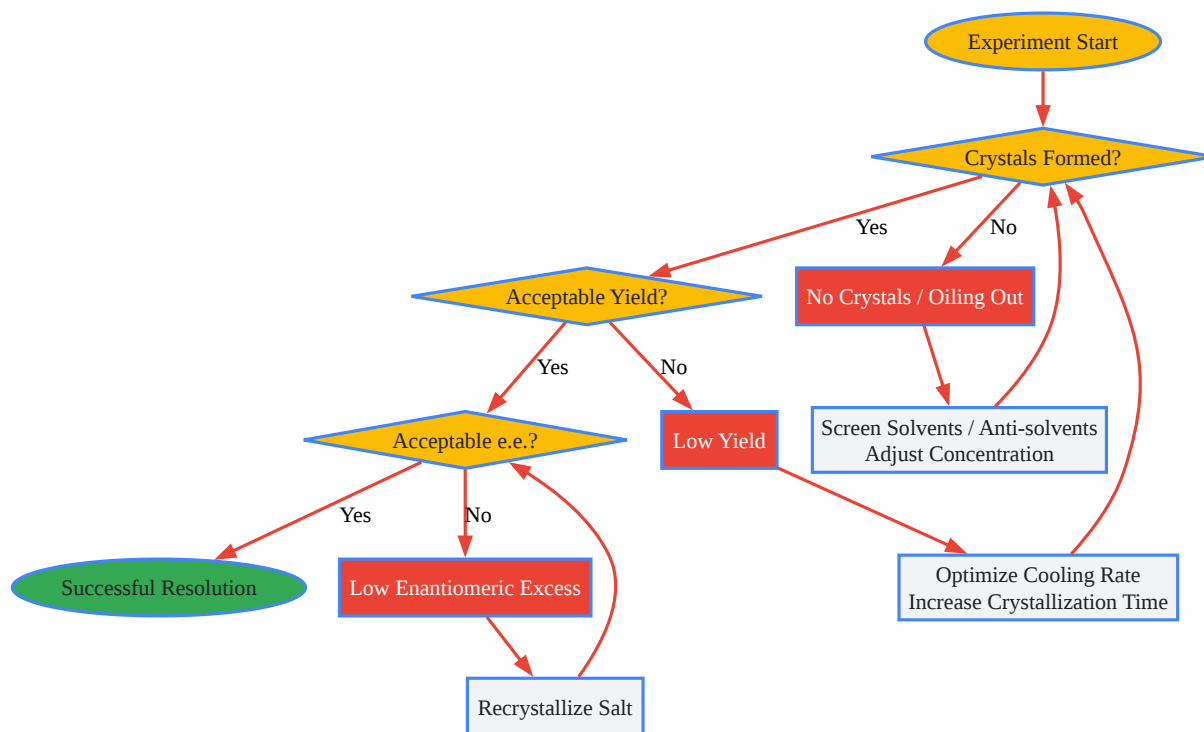 Experiment Start
Crystals Formed?
Yes
No
Acceptable Yield?
No Crystals / Oiling Out
Yes
No
Acceptable e.e.?
Low Yield
Screen Solvents / Anti-solvents
Adjust Concentration
Yes
No
Successful Resolution
Low Enantiomeric Excess
Optimize Cooling Rate
Increase Crystallization Time
Recrystallize Salt